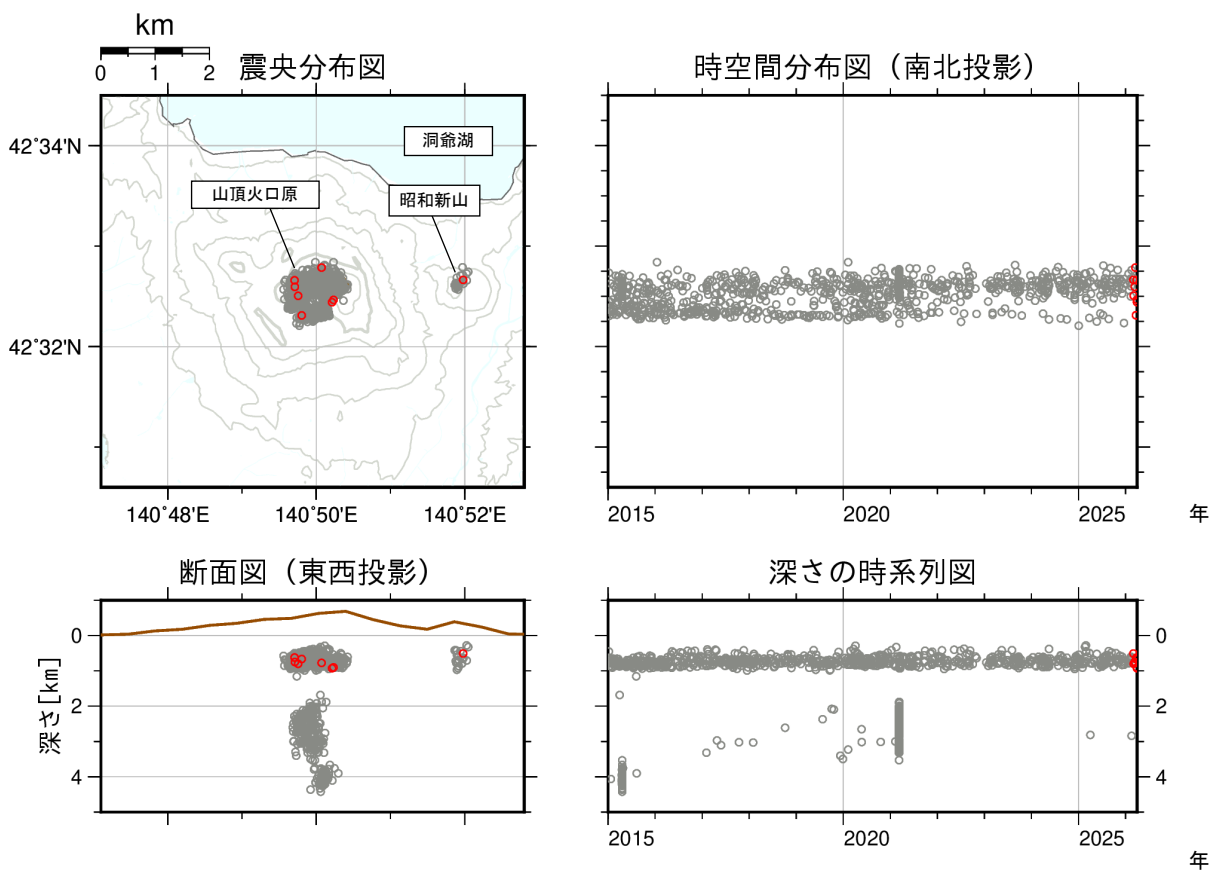 km
0 1 2
震央分布図
42°34'N
42°32'N
洞爺湖
山頂火口原
昭和新山
140°48'E 140°50'E 140°52'E
時空間分布図（南北投影）
2015 2020 2025 年
断面図（東西投影）
深さ[km]
0
2
4
深さの時系列図
0
2
4
2015 2020 2025
年